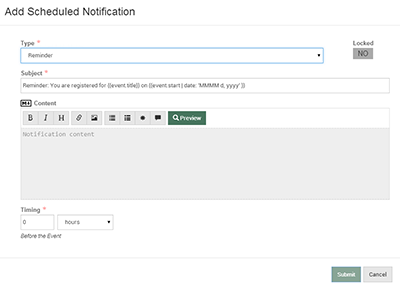 Add Scheduled Notification
Type *
Locked
Reminder
NO
Subject *
Reminder: You are registered for {{event.title}} on {{event.start | date: 'MMMM d, yyyy' }}
Content
B I H Preview
Notification content
Timing *
0 hours
Before the Event
Submit Cancel